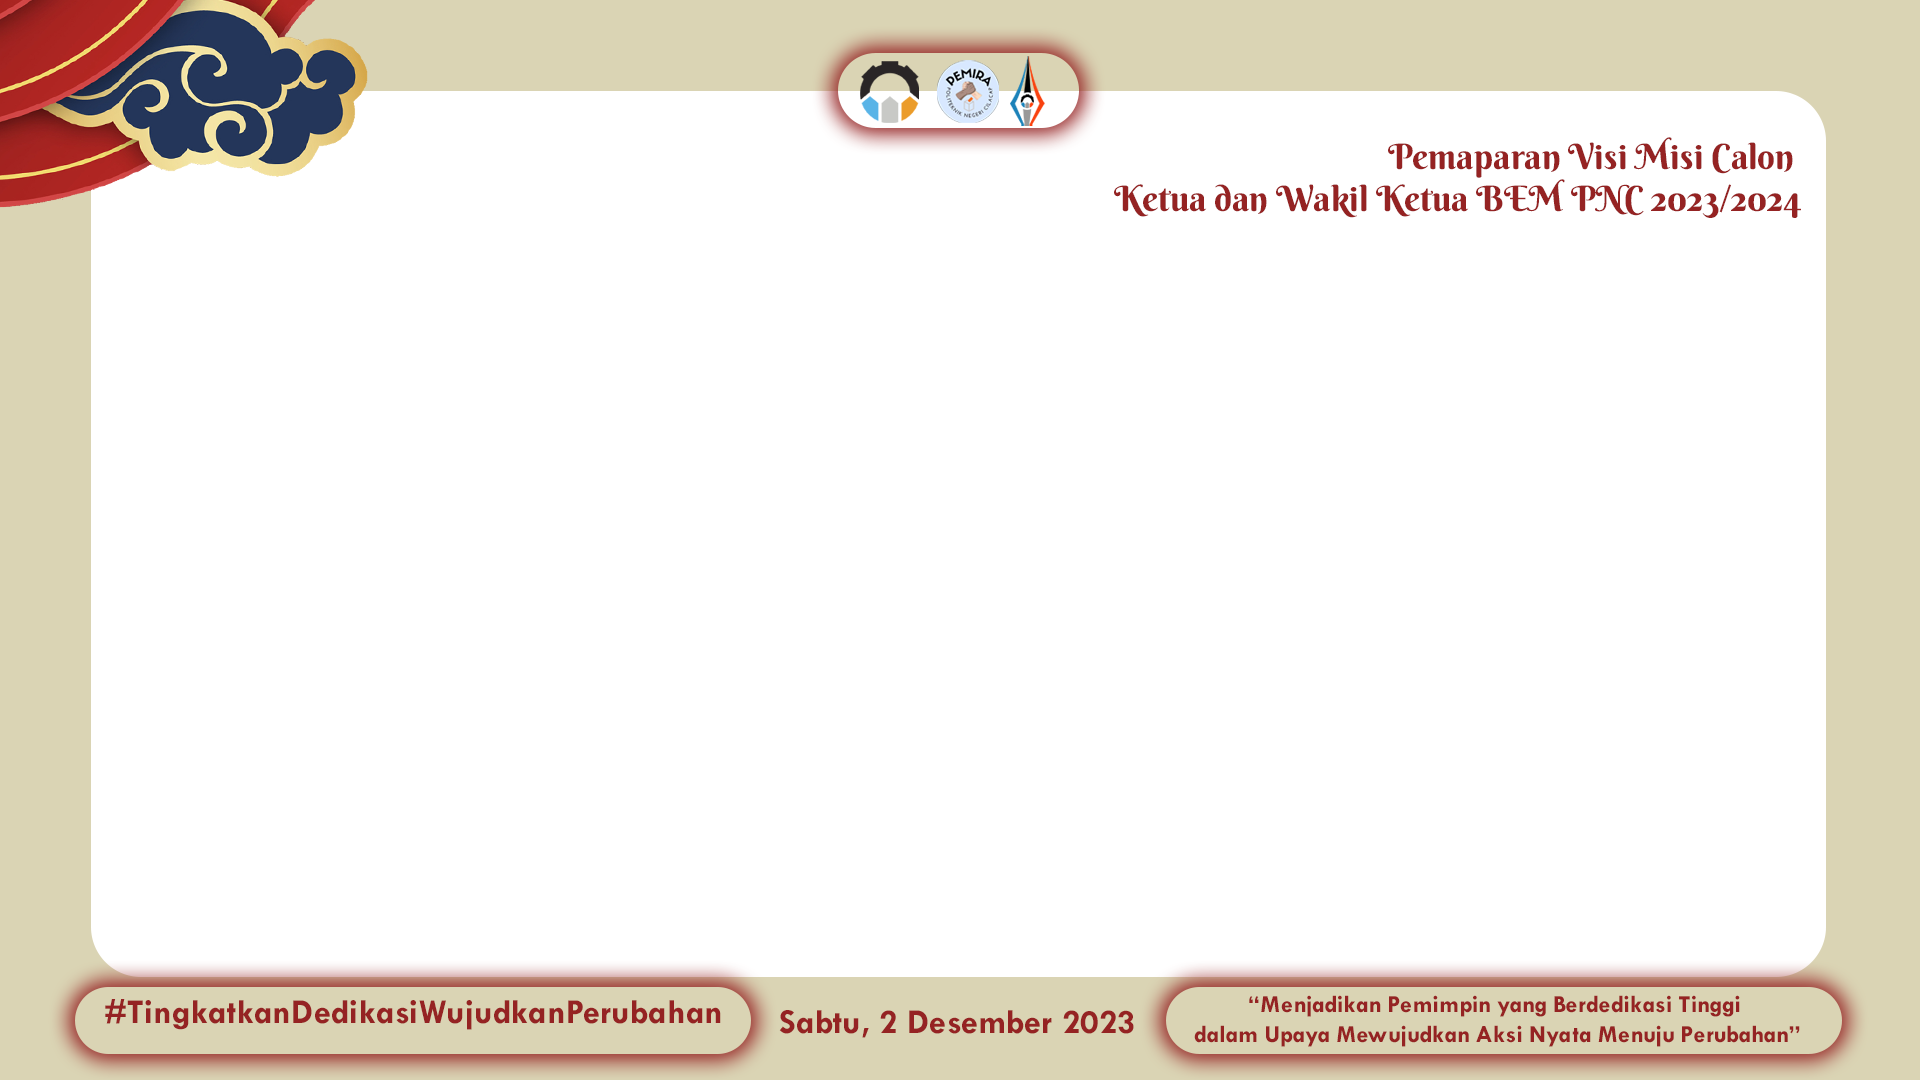 DEMIRA
POLITEKNIK NEGERI CILACAP
Pemaparan Visi Misi Calon
Ketua dan Wakil Ketua BEM PNC 2023/2024
#TingkatkanDedikasiWujudkanPerubahan
Sabtu, 2 Desember 2023
“Menjadikan Pemimpin yang Berdedikasi Tinggi
dalam Upaya Mewujudkan Aksi Nyata Menuju Perubahan”